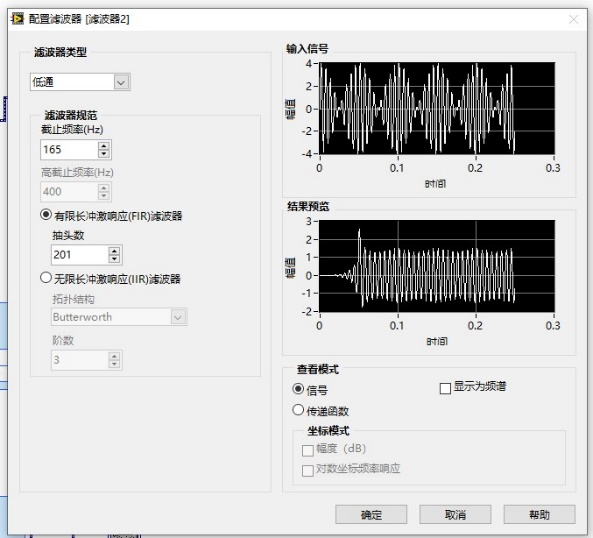 配置滤波器 [滤波器2]
滤波器类型
低通
滤波器规范
截止频率(Hz)
165
高截止频率(Hz)
400
有限长冲激响应(FIR)滤波器
抽头数
201
无限长冲激响应(IIR)滤波器
拓扑结构
Butterworth
阶数
3
输入信号
4
2
0
-2
-4
幅值
0
0.1
0.2
0.3
时间
结果预览
3
2
1
0
-1
-2
幅值
0
0.1
0.2
0.3
时间
查看模式
信号
显示为频谱
传递函数
坐标模式
幅度（dB）
对数坐标频率响应
确定
取消
帮助